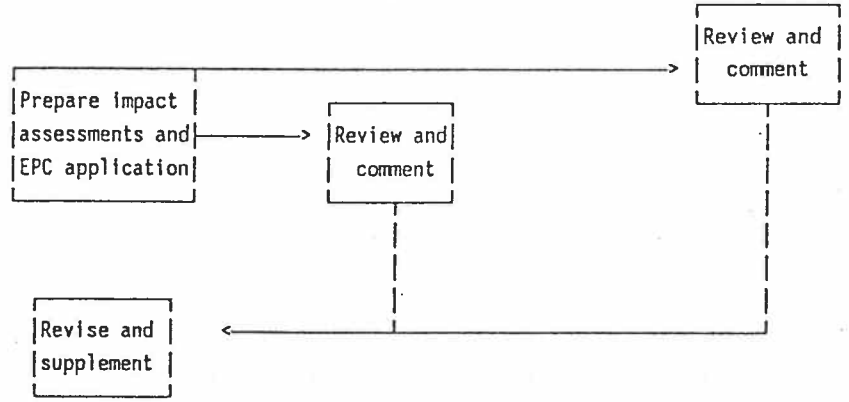 Review and
comment
Prepare impact
assessments and
EPC application
Review and
comment
Revise and
supplement